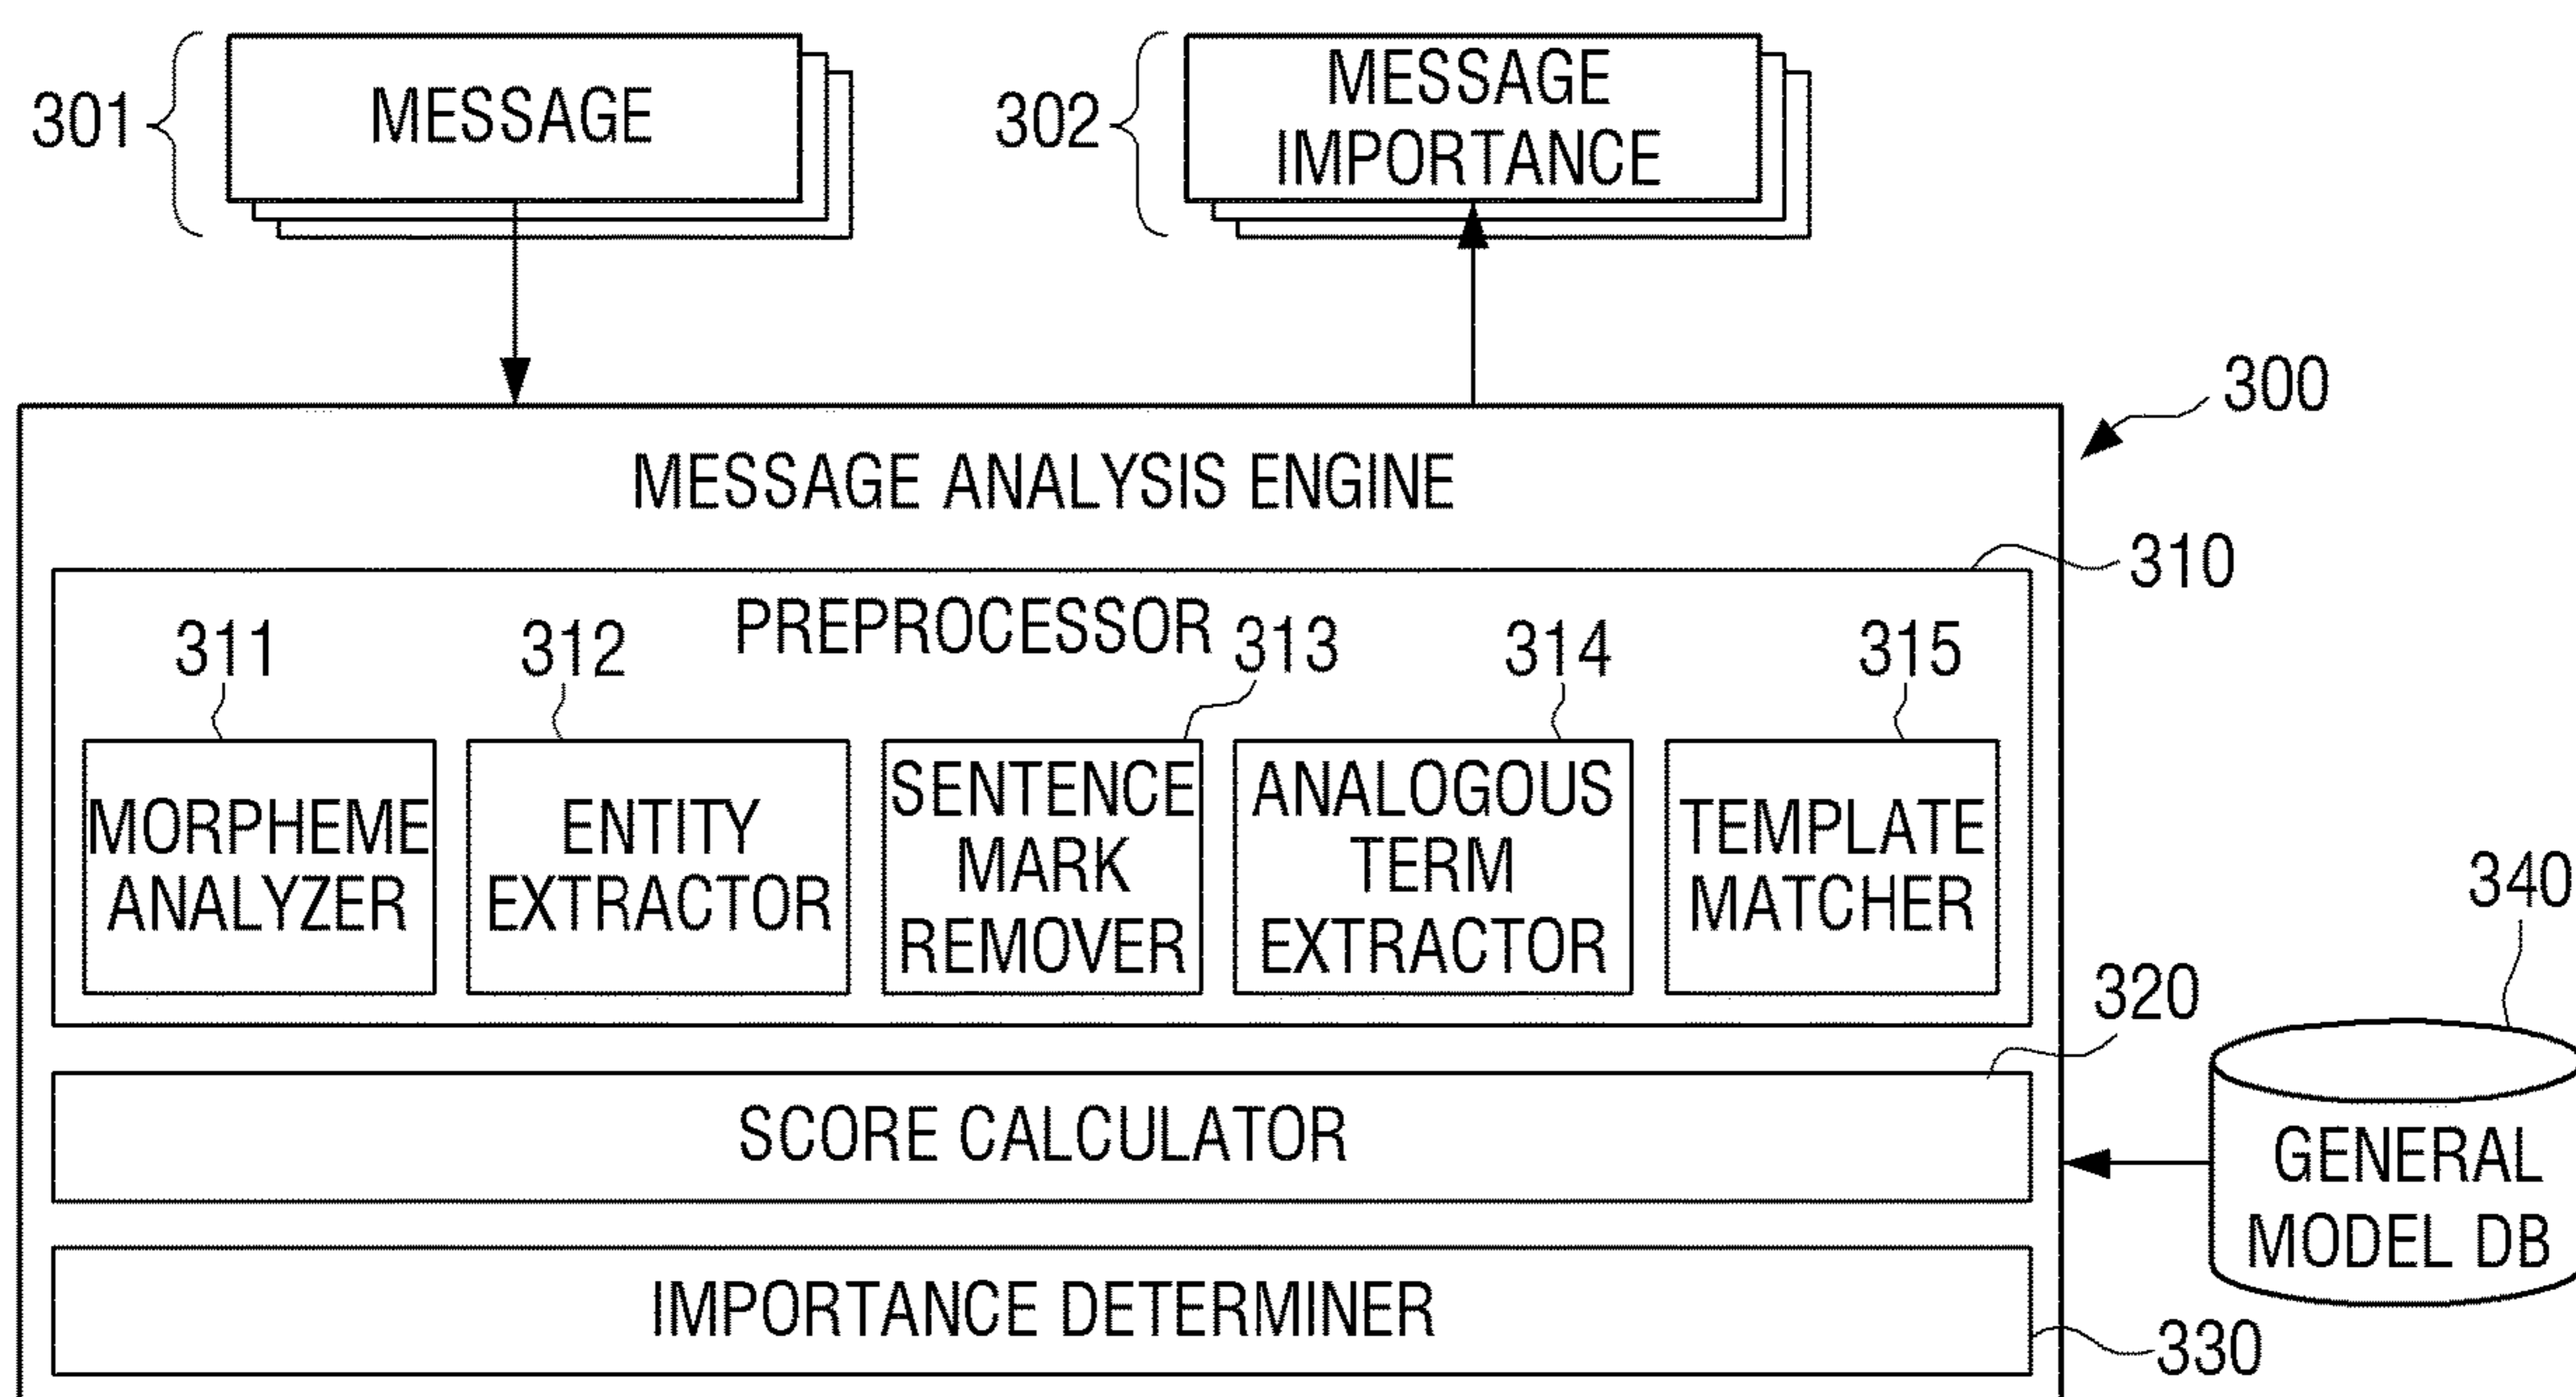 301
MESSAGE
302
MESSAGE
IMPORTANCE
300
MESSAGE ANALYSIS ENGINE
310
PREPROCESSOR
311
312
313
314
315
MORPHEME
ANALYZER
ENTITY
EXTRACTOR
SENTENCE
MARK
REMOVER
ANALOGOUS
TERM
EXTRACTOR
TEMPLATE
MATCHER
320
SCORE CALCULATOR
340
GENERAL
MODEL DB
IMPORTANCE DETERMINER
330